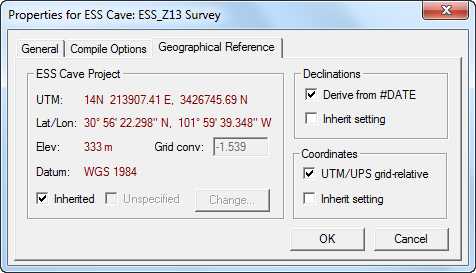 Properties for ESS Cave: ESS_Z13 Survey
General
Compile Options
Geographical Reference
ESS Cave Project
UTM: 14N 213907.41 E, 3426745.69 N
Lat/Lon: 30° 56' 22.298" N, 101° 59' 39.348" W
Elev: 333 m Grid conv: -1.539
Datum: WGS 1984
Inherited
Unspecified
Change...
Declinations
Derive from #DATE
Inherit setting
Coordinates
UTM/UPS grid-relative
Inherit setting
OK
Cancel